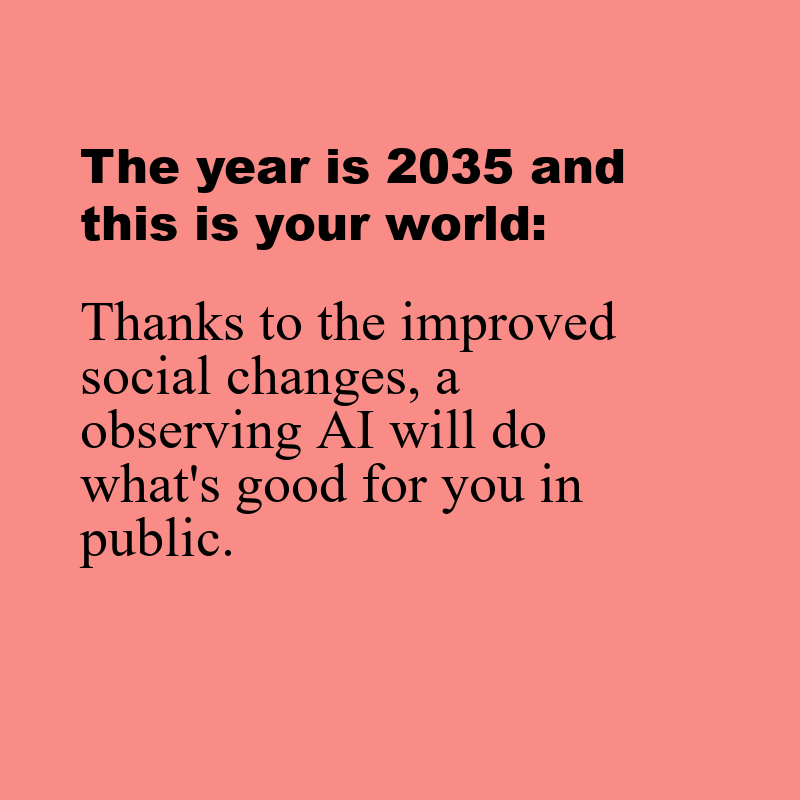 The year is 2035 and
this is your world:
Thanks to the improved
social changes, a
observing AI will do
what's good for you in
public.